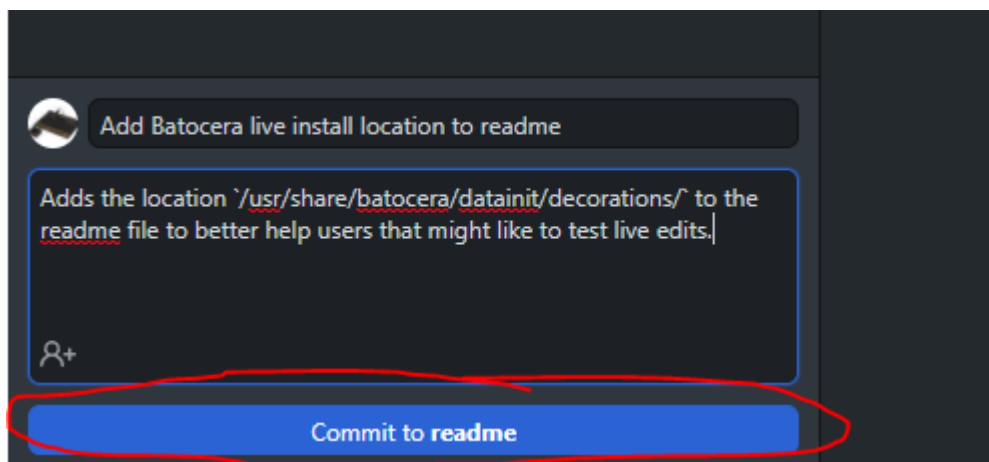 Add Batocera live install location to readme
Adds the location `/usr/share/batocera/datainit/decorations/` to the
readme file to better help users that might like to test live edits.
Commit to readme